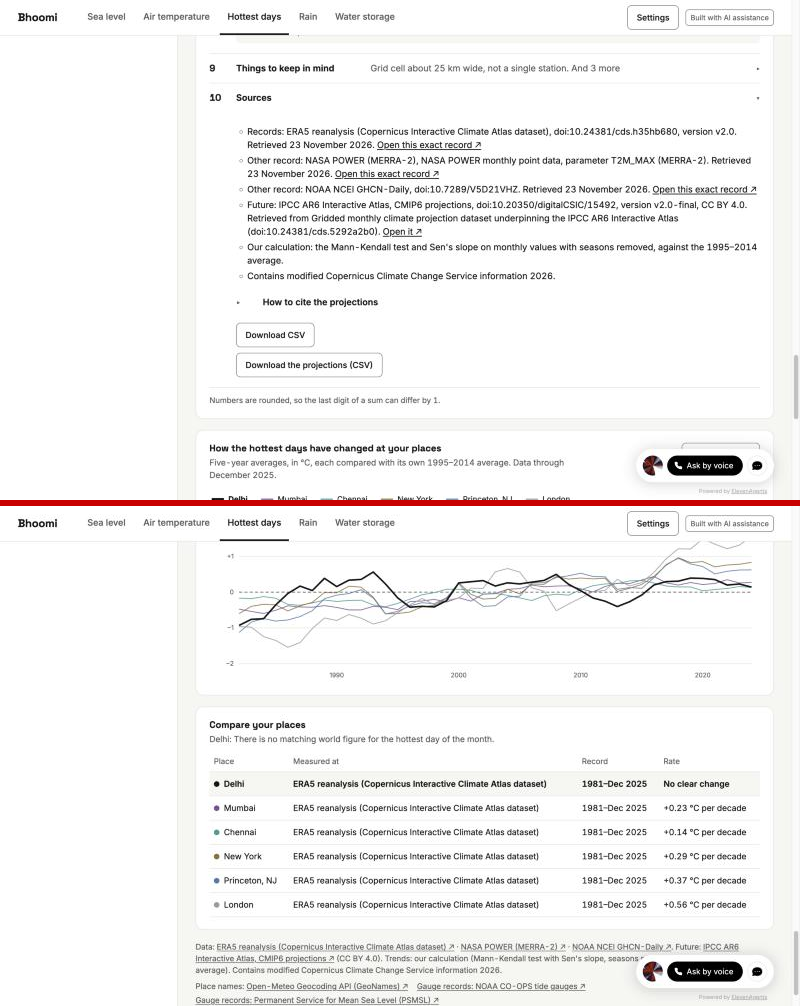 Bhoomi Sea level Air temperature Hottest days Rain Water storage Settings Built with AI assistance
9 Things to keep in mind Grid cell about 25 km wide, not a single station. And 3 more
10 Sources
Records: ERA5 reanalysis (Copernicus Interactive Climate Atlas dataset), doi:10.24381/cds.h35hb680, version v2.0.
Retrieved 23 November 2026. Open this exact record ↗
Other record: NASA POWER (MERRA-2), NASA POWER monthly point data, parameter T2M_MAX (MERRA-2). Retrieved
23 November 2026. Open this exact record ↗
Other record: NOAA NCEI GHCN-Daily, doi:10.7289/V5D21VHZ. Retrieved 23 November 2026. Open this exact record ↗
Future: IPCC AR6 Interactive Atlas, CMIP6 projections, doi:10.20350/digitalCSIC/15492, version v2.0-final, CC BY 4.0.
Retrieved from Gridded monthly climate projection dataset underpinning the IPCC AR6 Interactive Atlas
(doi:10.24381/cds.5292a2b0). Open it ↗
Our calculation: the Mann-Kendall test and Sen's slope on monthly values with seasons removed, against the 1995–2014
average.
Contains modified Copernicus Climate Change Service information 2026.
How to cite the projections
Download CSV
Download the projections (CSV)
Numbers are rounded, so the last digit of a sum can differ by 1.
How the hottest days have changed at your places
Five-year averages, in °C, each compared with its own 1995–2014 average. Data through
December 2025.
Ask by voice
Powered by ElevenAgents
Delhi Mumbai Chennai New York Princeton, NJ London
Bhoomi Sea level Air temperature Hottest days Rain Water storage Settings Built with AI assistance
+1
0
−1
−2
1990 2000 2010 2020
Compare your places
Delhi: There is no matching world figure for the hottest day of the month.
Place Measured at Record Rate
Delhi ERA5 reanalysis (Copernicus Interactive Climate Atlas dataset) 1981–Dec 2025 No clear change
Mumbai ERA5 reanalysis (Copernicus Interactive Climate Atlas dataset) 1981–Dec 2025 +0.23 °C per decade
Chennai ERA5 reanalysis (Copernicus Interactive Climate Atlas dataset) 1981–Dec 2025 +0.14 °C per decade
New York ERA5 reanalysis (Copernicus Interactive Climate Atlas dataset) 1981–Dec 2025 +0.29 °C per decade
Princeton, NJ ERA5 reanalysis (Copernicus Interactive Climate Atlas dataset) 1981–Dec 2025 +0.37 °C per decade
London ERA5 reanalysis (Copernicus Interactive Climate Atlas dataset) 1981–Dec 2025 +0.56 °C per decade
Data: ERA5 reanalysis (Copernicus Interactive Climate Atlas dataset) ↗ · NASA POWER (MERRA-2) ↗ · NOAA NCEI GHCN-Daily ↗. Future: IPCC AR6
Interactive Atlas, CMIP6 projections ↗ (CC BY 4.0). Trends: our calculation (Mann-Kendall test with Sen's slope, seasons
average). Contains modified Copernicus Climate Change Service information 2026.
Ask by voice
Place names: Open-Meteo Geocoding API (GeoNames) ↗ Gauge records: NOAA CO-OPS tide gauges ↗
Powered by ElevenAgents
Gauge records: Permanent Service for Mean Sea Level (PSMSL) ↗